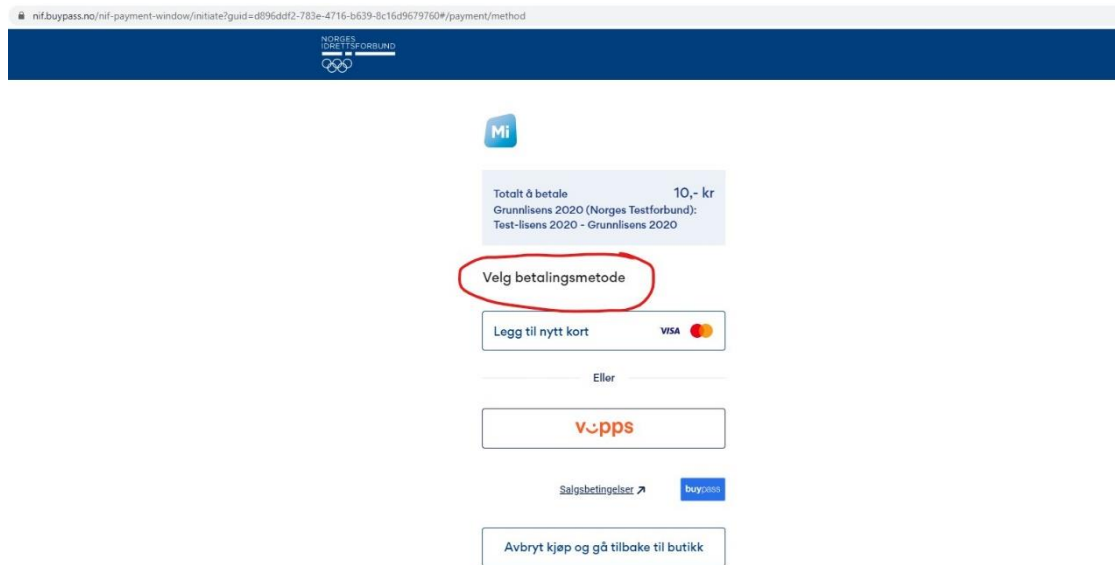 nif.buypass.no/nif-payment-window/initiate?guid=d896ddf2-783e-4716-b639-8c16d9679760#/payment/method
NORGES
IDRETTSFORBUND
Mi
Totalt å betale 10,- kr
Grunnlisens 2020 (Norges Testforbund):
Test-lisens 2020 - Grunnlisens 2020
Velg betalingsmetode
Legg til nytt kort VISA
Eller
vipps
Salgsbetingelser buypass
Avbryt kjøp og gå tilbake til butikk